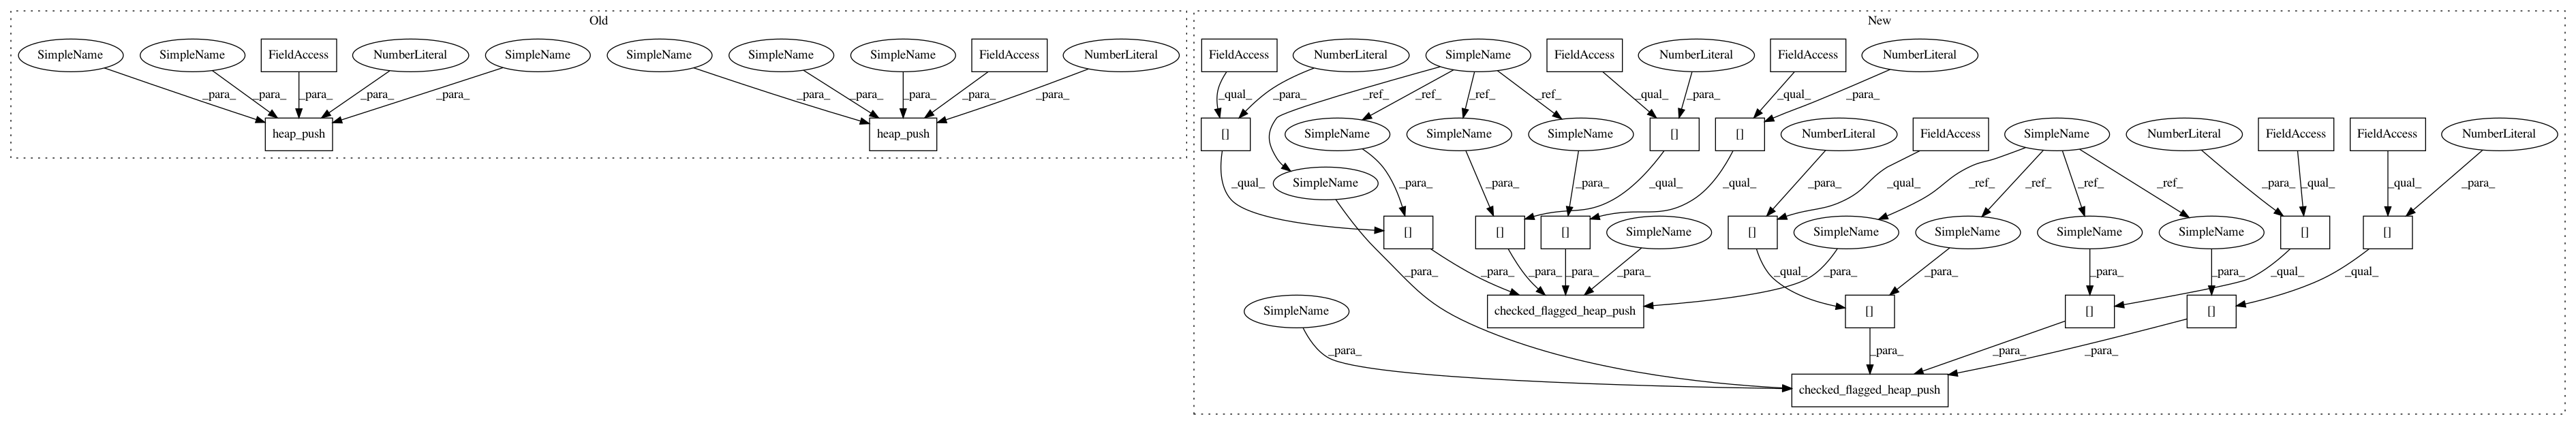 Old
New
SimpleName SimpleName FieldAccess NumberLiteral SimpleName SimpleName SimpleName SimpleName FieldAccess NumberLiteral
_para_ _para_ _para_ _para_ _para_ _para_ _para_ _para_ _para_ _para_
heap_push heap_push
FieldAccess NumberLiteral SimpleName FieldAccess NumberLiteral FieldAccess NumberLiteral
_qual_ _para_ _ref_ _ref_ _ref_ _ref_ _qual_ _para_ _qual_ _para_
[] SimpleName SimpleName SimpleName [] [] NumberLiteral FieldAccess SimpleName NumberLiteral FieldAccess FieldAccess NumberLiteral
_qual_ SimpleName _para_ _para_ _qual_ _para_ _qual_ _para_ _qual_ _ref_ _ref_ _ref_ _ref_ _para_ _qual_ _qual_ _para_
[] [] [] SimpleName [] SimpleName SimpleName SimpleName SimpleName [] []
_para_ _para_ _para_ _para_ _para_ _qual_ _para_ _para_ _para_ _qual_ _qual_
SimpleName checked_flagged_heap_push [] [] []
_para_ _para_ _para_ _para_
checked_flagged_heap_push